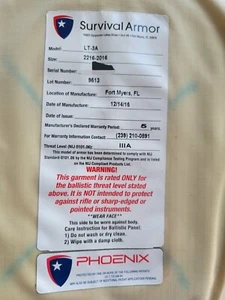 Survival Armor
Model: LT-3A
Size: 2216-2016
Serial Number:
Lot Number: 9613
Location of Manufacture: Fort Myers, FL
Date of Manufacture: 12/14/16
Date of Issue:
Manufacturer's Declared Warranty Period: 5 years
For Warranty Information Contact: (239) 210-0891
Threat Level (NIJ 0101.06): IIIA
This model of armor has been determined to comply with NIJ
Standard-0101.06 by the NIJ Compliance Testing Program and is listed on
the NIJ Compliant Products List.
WARNING!
This garment is rated ONLY for
the ballistic threat level stated
above. It is NOT intended to protect
against rifle or sharp-edged or
pointed instruments.
**WEAR FACE**
This side to be worn against body.
Care Instruction for Ballistic Panel:
1) Do not wash or dry clean.
2) Wipe with a damp cloth.
PHOENIX